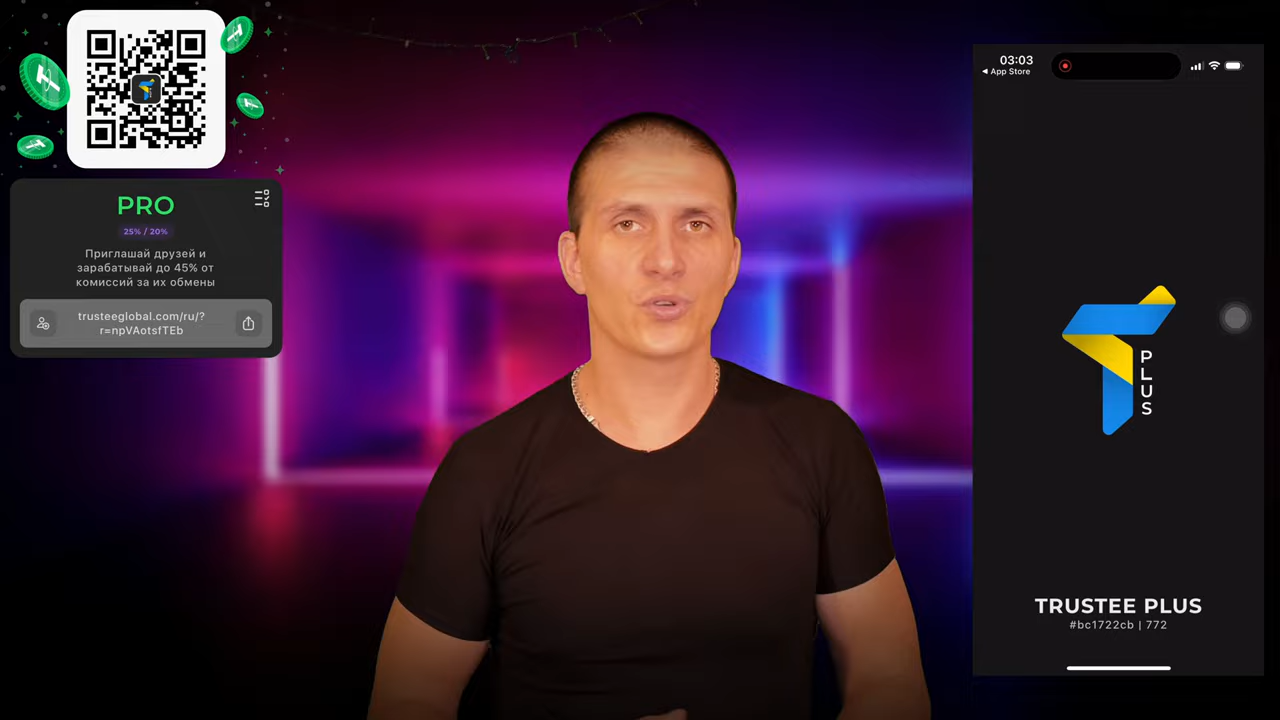 PRO
25% / 20%
Приглашай друзей и
зарабатывай до 45% от
комиссий за их обмены
trusteeglobal.com/ru/?
r=npVAotsfTEb
03:03
◀ App Store
PLUS
TRUSTEE PLUS
#bc1722cb | 772